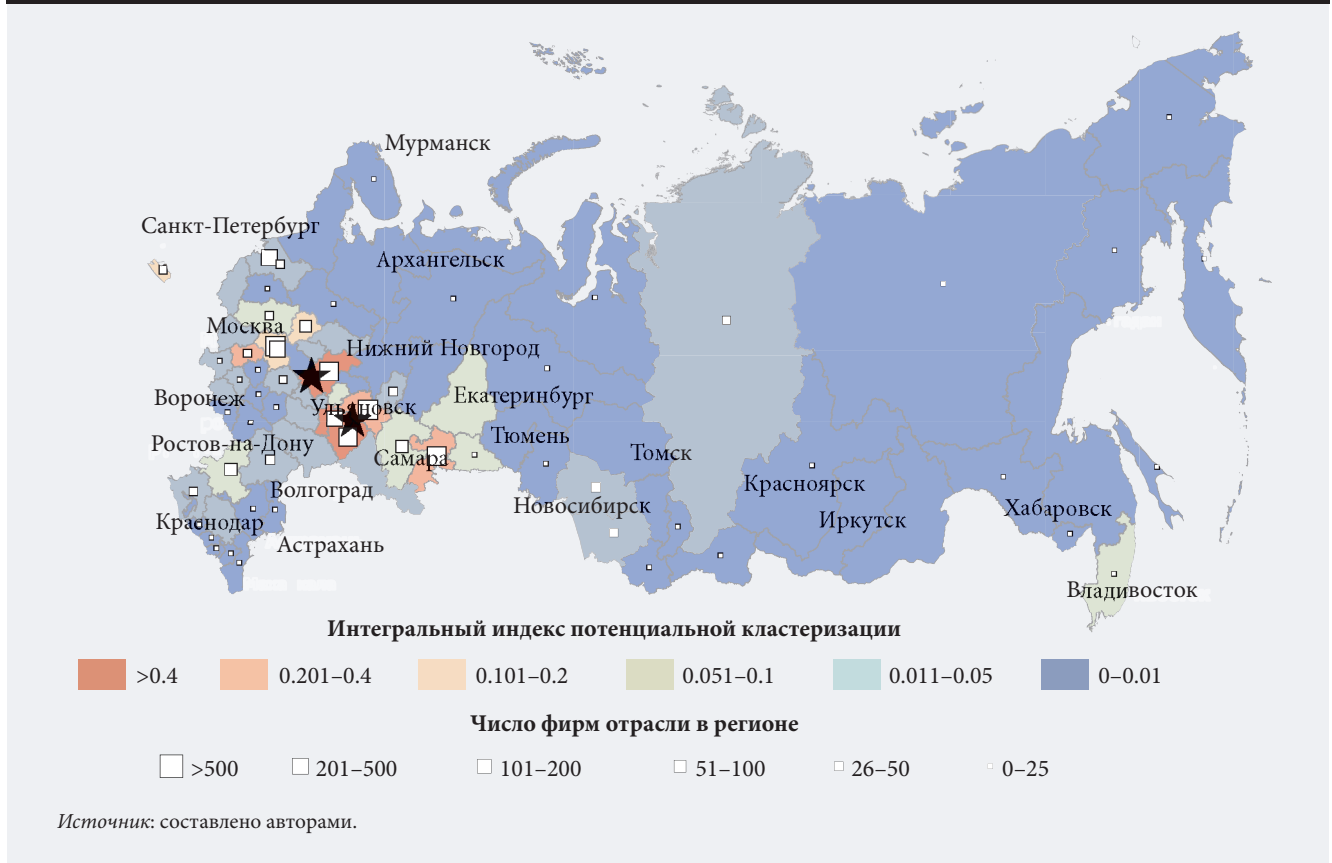 Мурманск
Санкт-Петербург
Архангельск
Москва
Нижний Новгород
Воронеж
Ульяновск
Екатеринбург
Ростов-на-Дону
Самара
Тюмень
Томск
Волгоград
Новосибирск
Красноярск
Краснодар
Иркутск
Хабаровск
Астрахань
Владивосток
Интегральный индекс потенциальной кластеризации
>0.4 0.201–0.4 0.101–0.2 0.051–0.1 0.011–0.05 0–0.01
Число фирм отрасли в регионе
>500 201–500 101–200 51–100 26–50 0–25
Источник: составлено авторами.